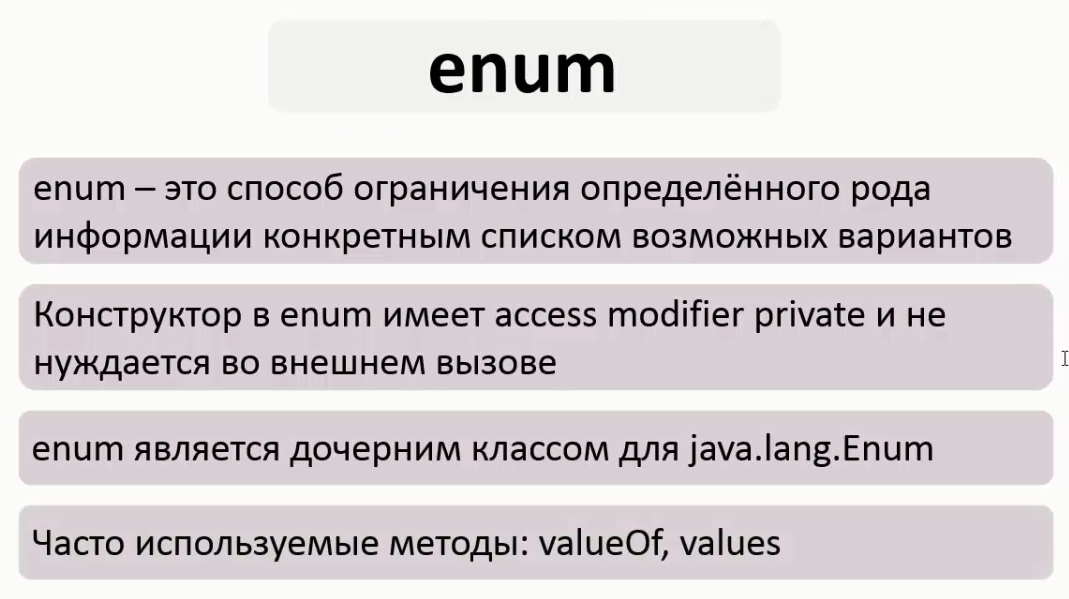 enum
enum – это способ ограничения определённого рода
информации конкретным списком возможных вариантов
Конструктор в enum имеет access modifier private и не
нуждается во внешнем вызове
enum является дочерним классом для java.lang.Enum
Часто используемые методы: valueOf, values